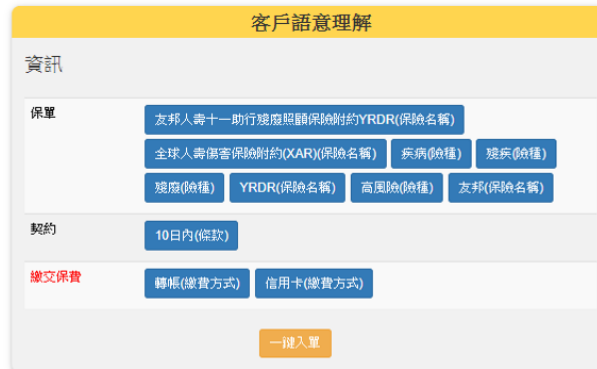 客戶語意理解
資訊
保單
友邦人壽十一助行殘廢照顧保險附約YRDR(保險名稱)
全球人壽傷害保險附約(XAR)(保險名稱) 疾病(險種) 殘疾(險種)
殘廢(險種) YRDR(保險名稱) 高風險(險種) 友邦(保險名稱)
契約
10日內(條款)
繳交保費
轉帳(繳費方式) 信用卡(繳費方式)
一鍵入單